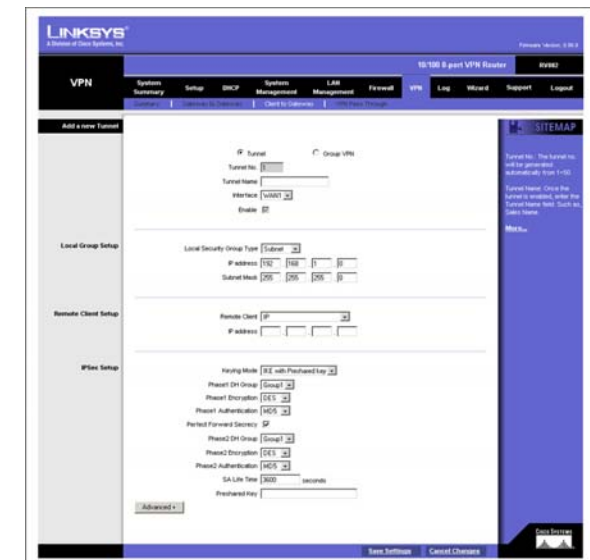 LINKSYS®
A Division of Cisco Systems, Inc.
10/100 8-port VPN Router
RV082
VPN
System Summary
Setup
DHCP
System Management
LAN Management
Firewall
VPN
Log
Wizard
Support
Logout
Summary
Gateway to Gateway
Client to Gateway
VPN Pass Through
Add a new Tunnel
SITEMAP
Tunnel
Group VPN
Tunnel No. 1
Tunnel Name
Interface WAN1
Enable
Tunnel No.: The tunnel no. will be generated automatically from 1~50.
Tunnel Name: Once the tunnel is enabled, enter the Tunnel Name field. Such as, Sales Name.
More...
Local Group Setup
Local Security Group Type Subnet
IP address 192 . 168 . 1 . 0
Subnet Mask 255 . 255 . 255 . 0
Remote Client Setup
Remote Client IP
IP address
IPSec Setup
Keying Mode IKE with Preshared key
Phase1 DH Group Group1
Phase1 Encryption DES
Phase1 Authentication MD5
Perfect Forward Secrecy
Phase2 DH Group Group1
Phase2 Encryption DES
Phase2 Authentication MD5
SA Life Time 3600 seconds
Preshared Key
Advanced +
Save Settings
Cancel Changes
CISCO SYSTEMS